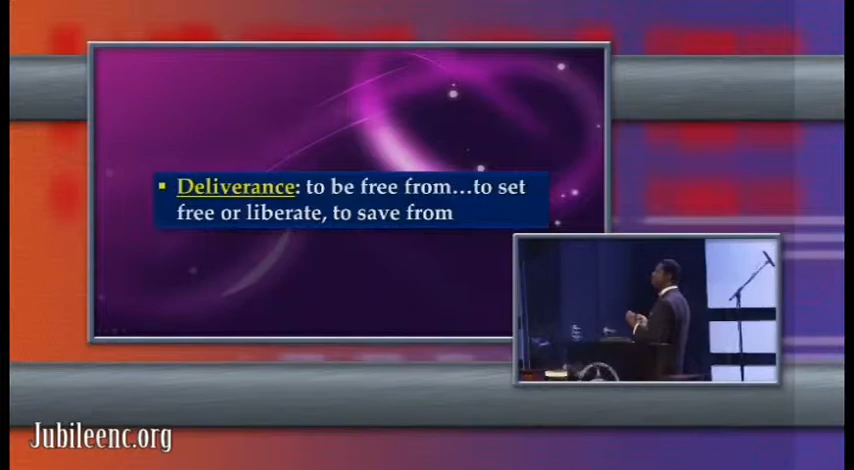 ▪ Deliverance: to be free from...to set
free or liberate, to save from
Jubileenc.org